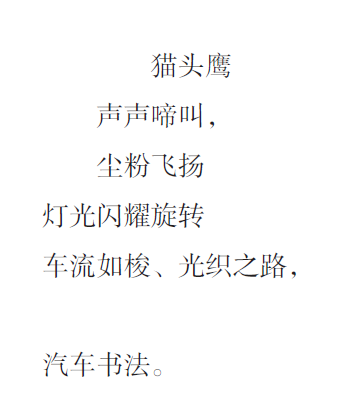 猫头鹰
声声啼叫，
尘粉飞扬
灯光闪耀旋转
车流如梭、光织之路，
汽车书法。